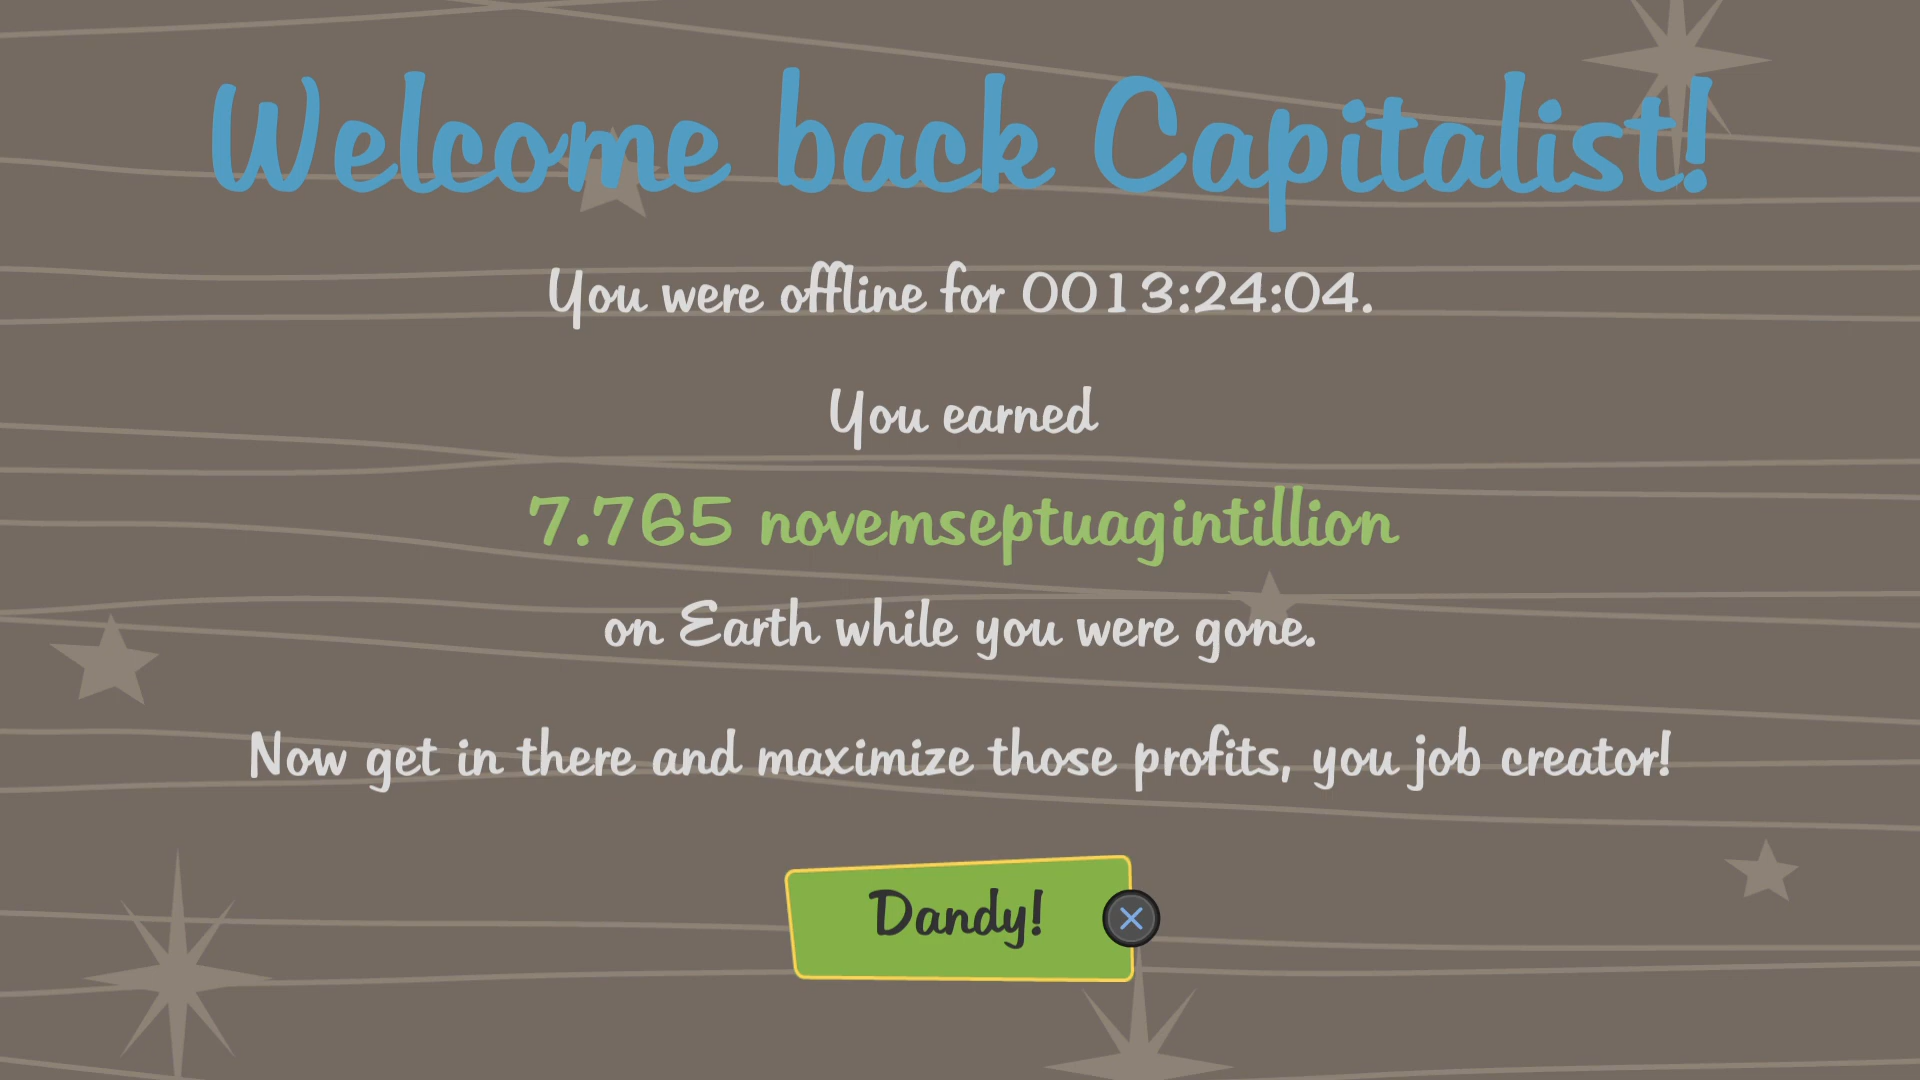 Welcome back Capitalist!
You were offline for 0013:24:04.
You earned
7.765 novemseptuagintillion
on Earth while you were gone.
Now get in there and maximize those profits, you job creator!
Dandy!